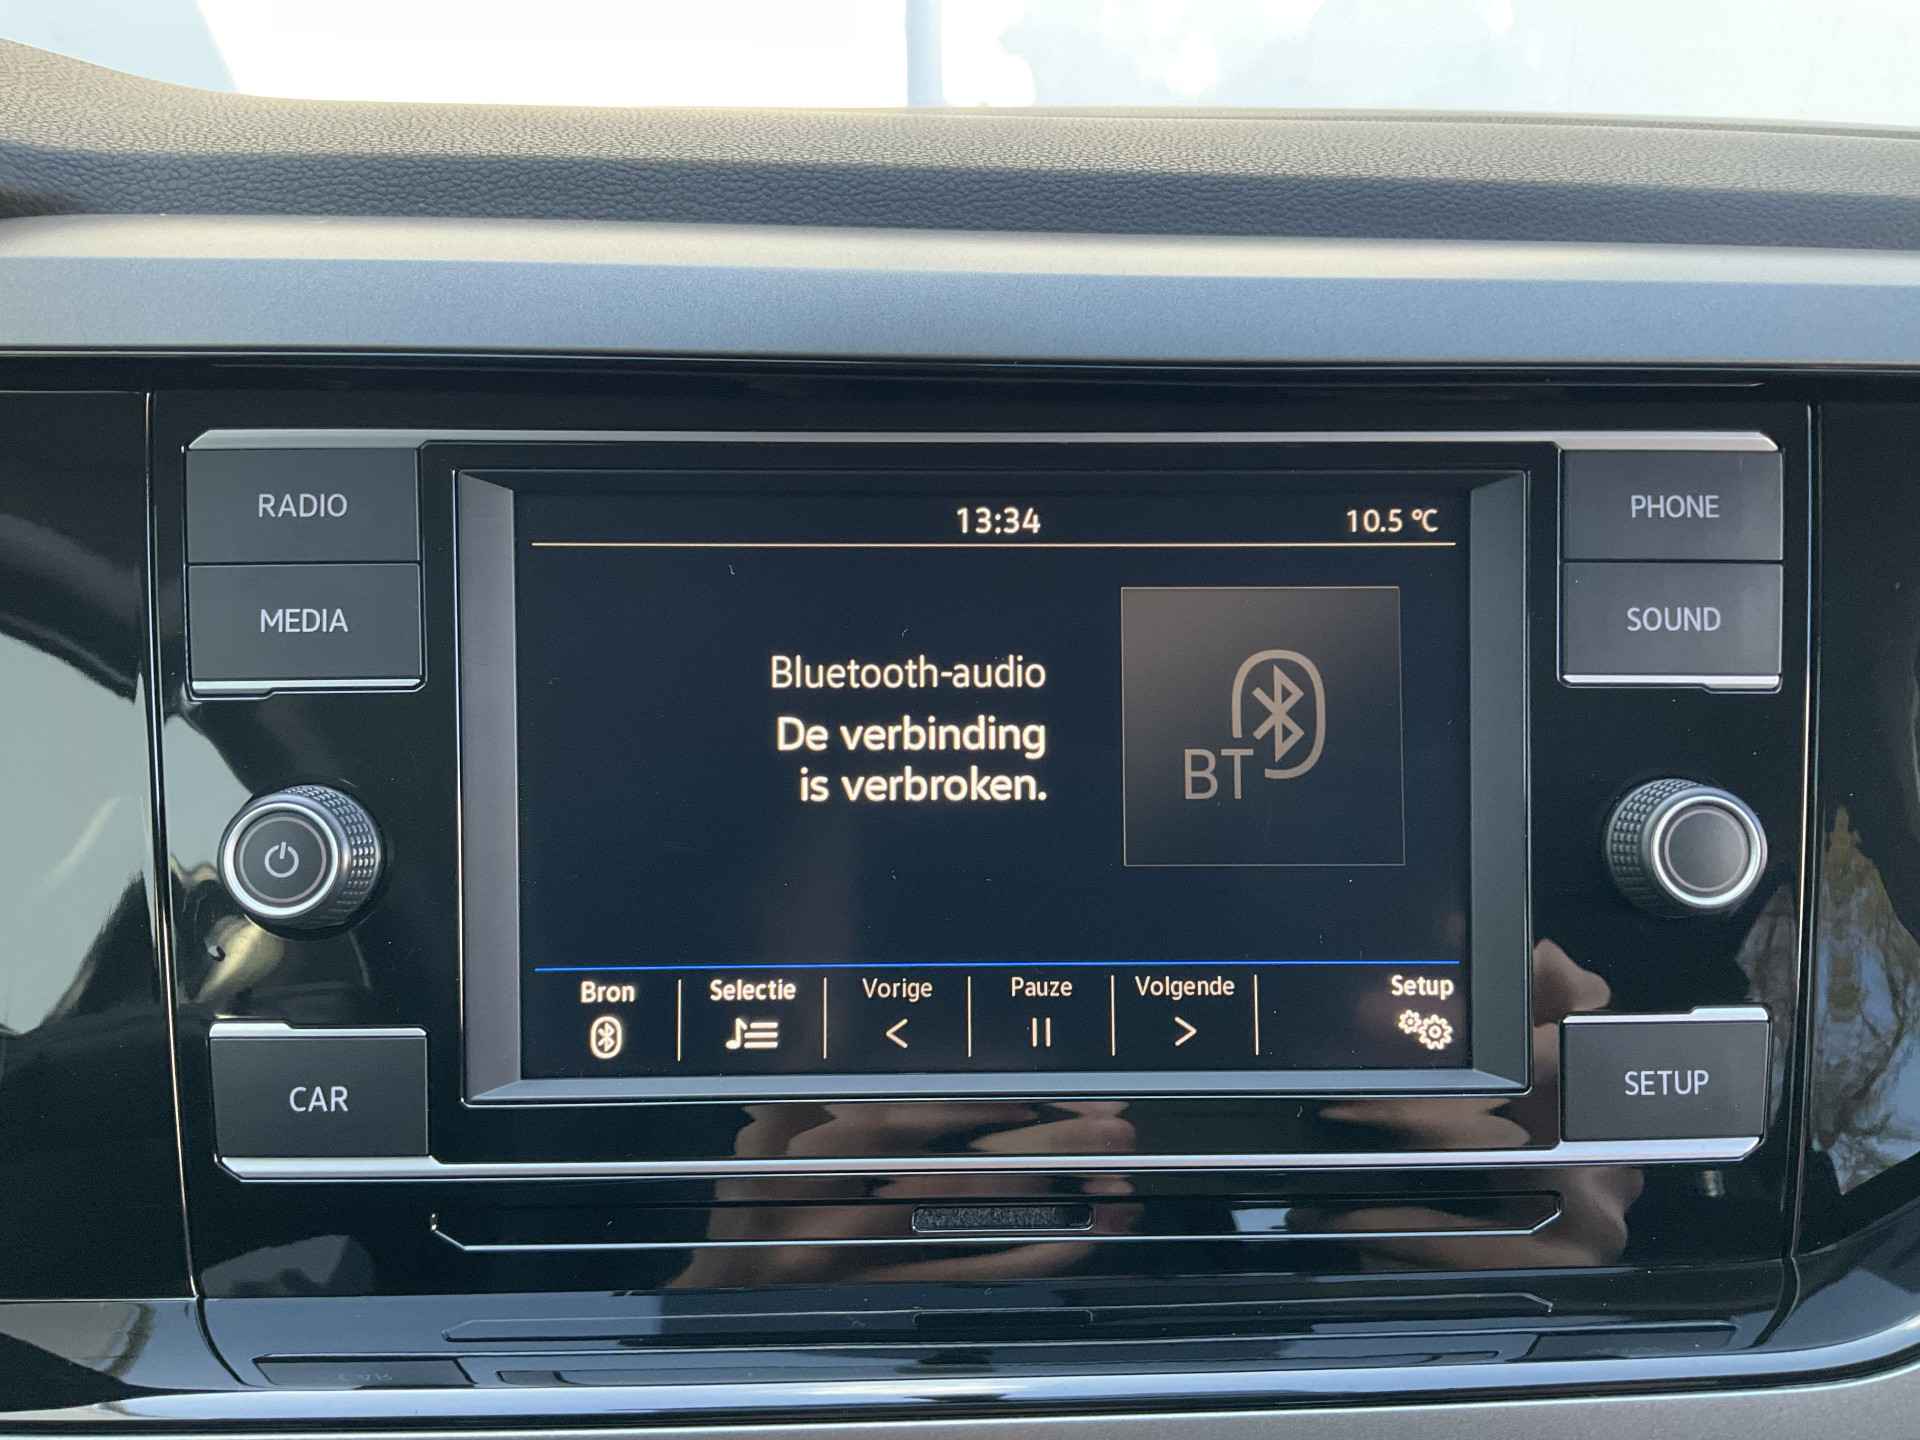 RADIO
MEDIA
CAR
13:34
10.5 °C
Bluetooth-audio
De verbinding
is verbroken.
BT
Bron
Selectie
Vorige
Pauze
Volgende
Setup
PHONE
SOUND
SETUP